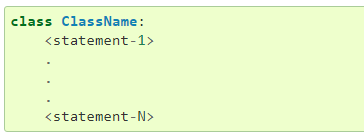 class ClassName:
    <statement-1>
    .
    .
    .
    <statement-N>